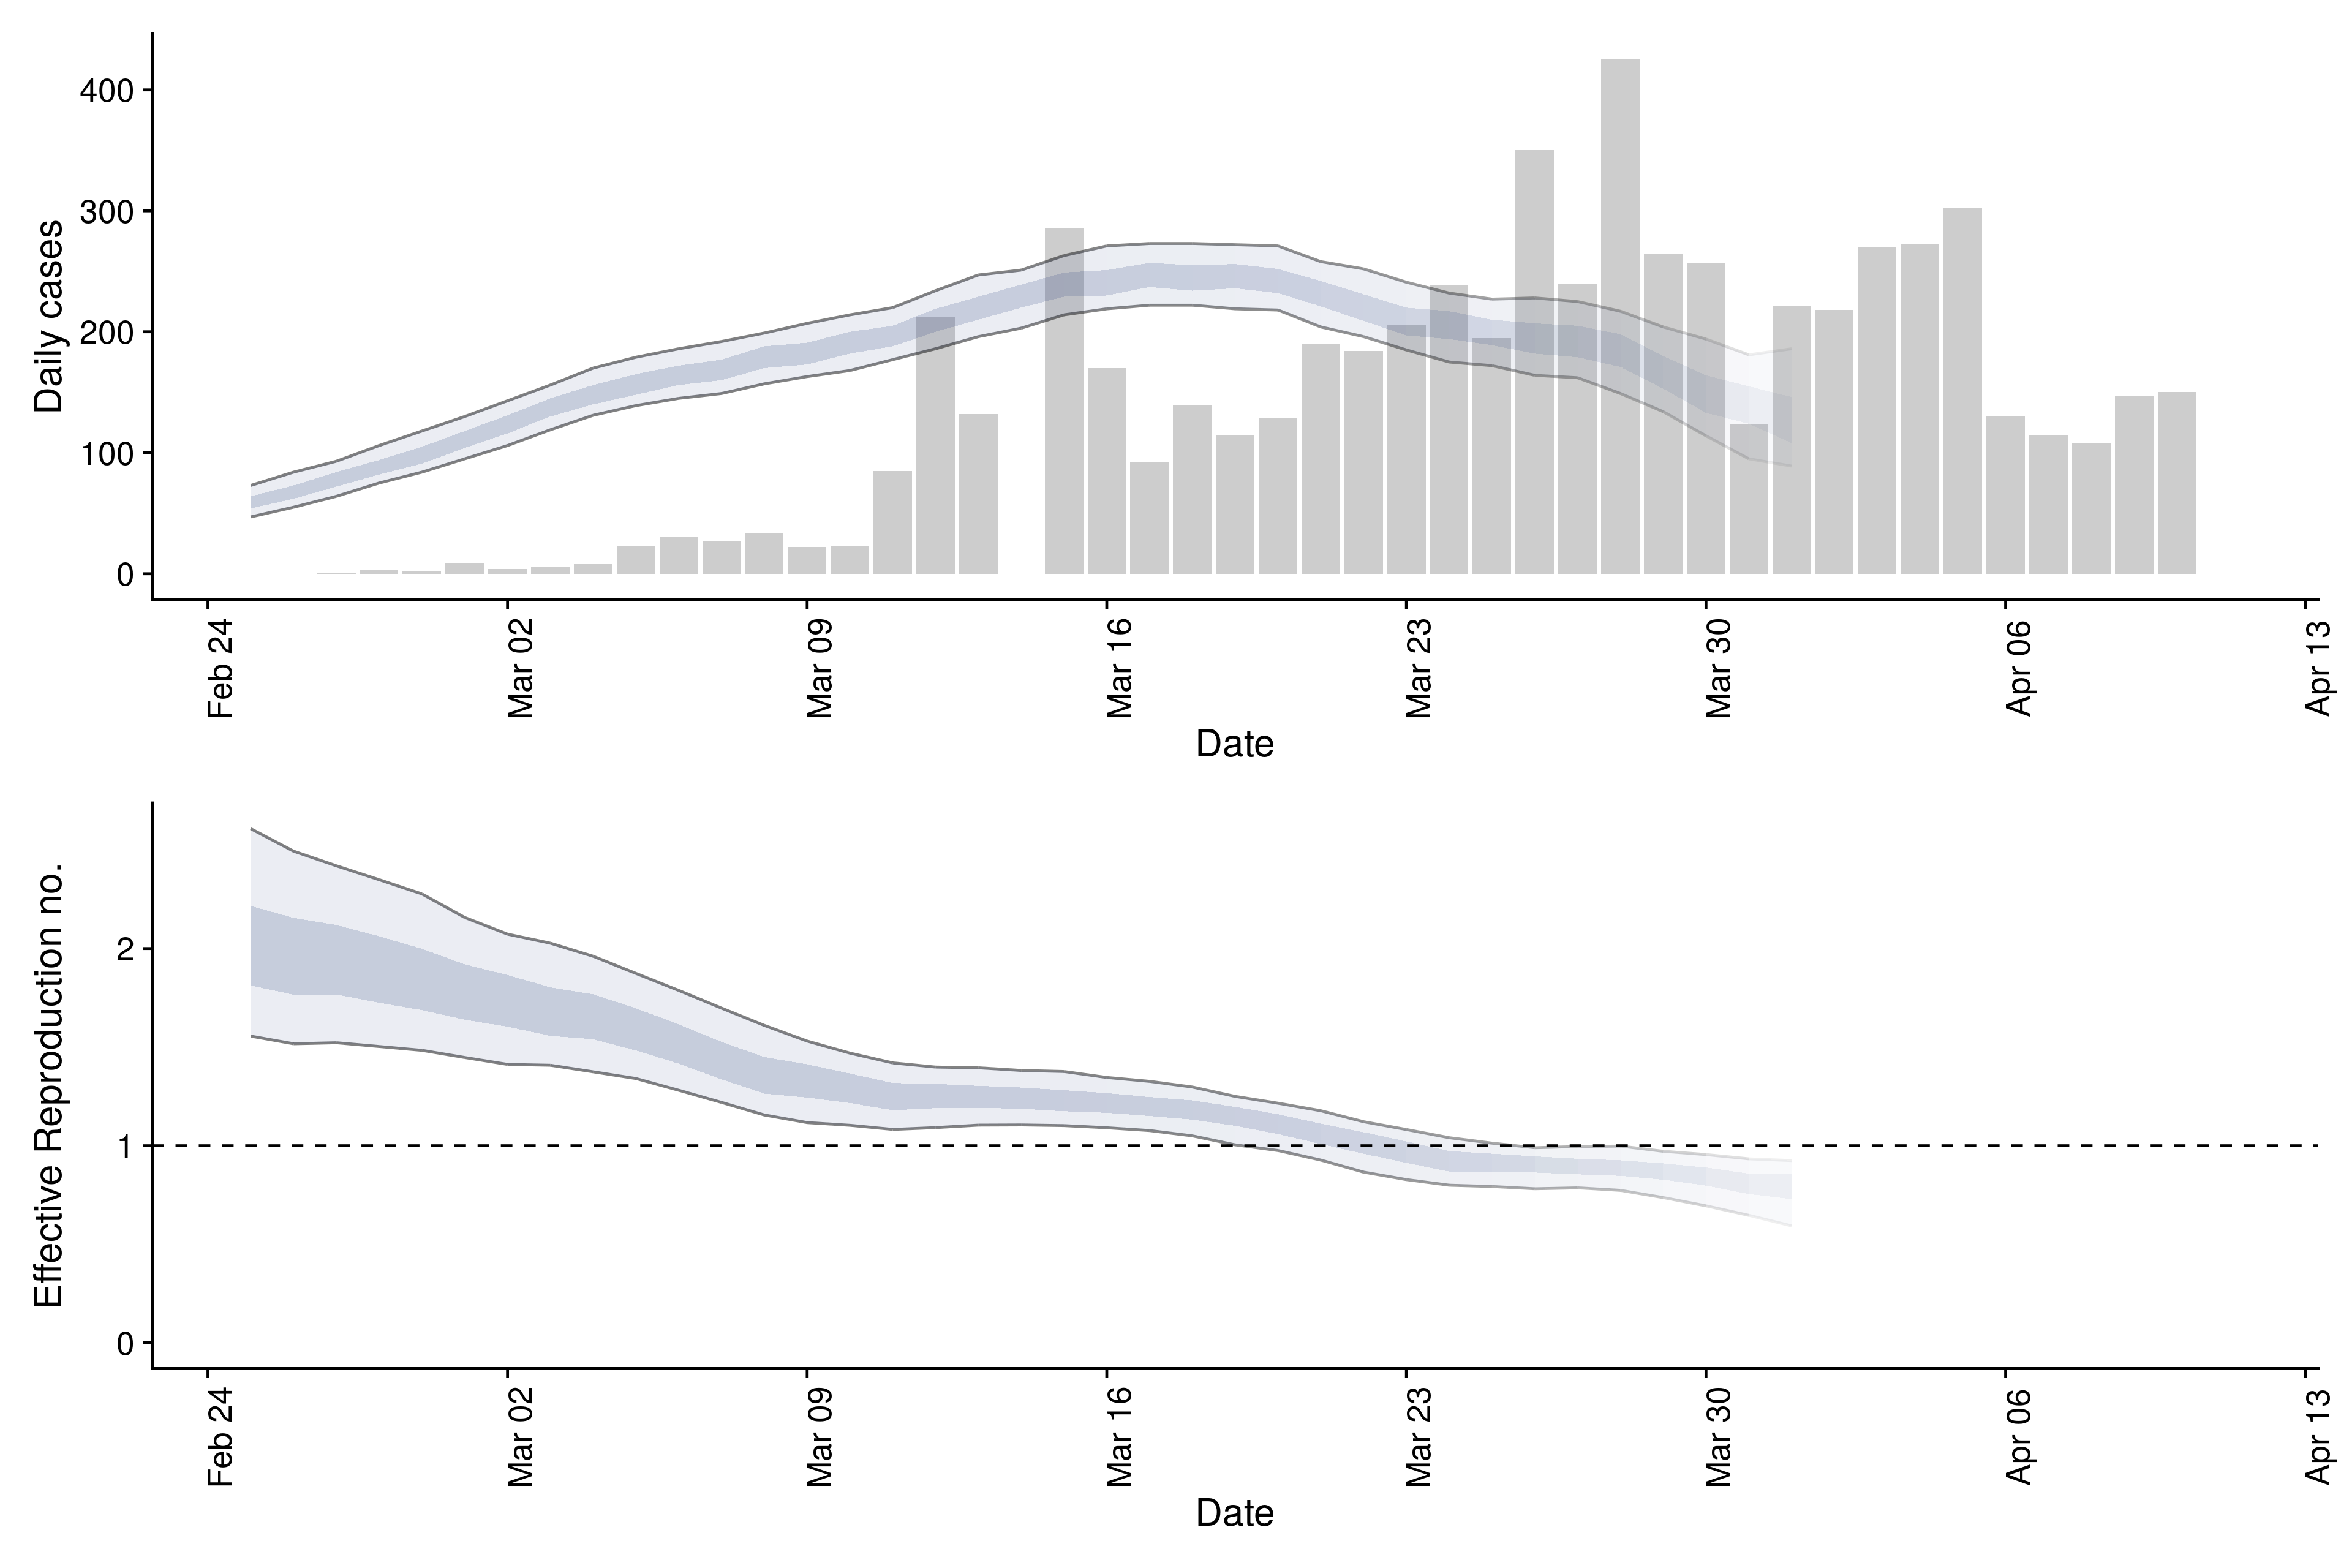 Daily cases
400
300
200
100
0
Feb 24
Mar 02
Mar 09
Mar 16
Mar 23
Mar 30
Apr 06
Apr 13
Date
Effective Reproduction no.
2
1
0
Feb 24
Mar 02
Mar 09
Mar 16
Mar 23
Mar 30
Apr 06
Apr 13
Date